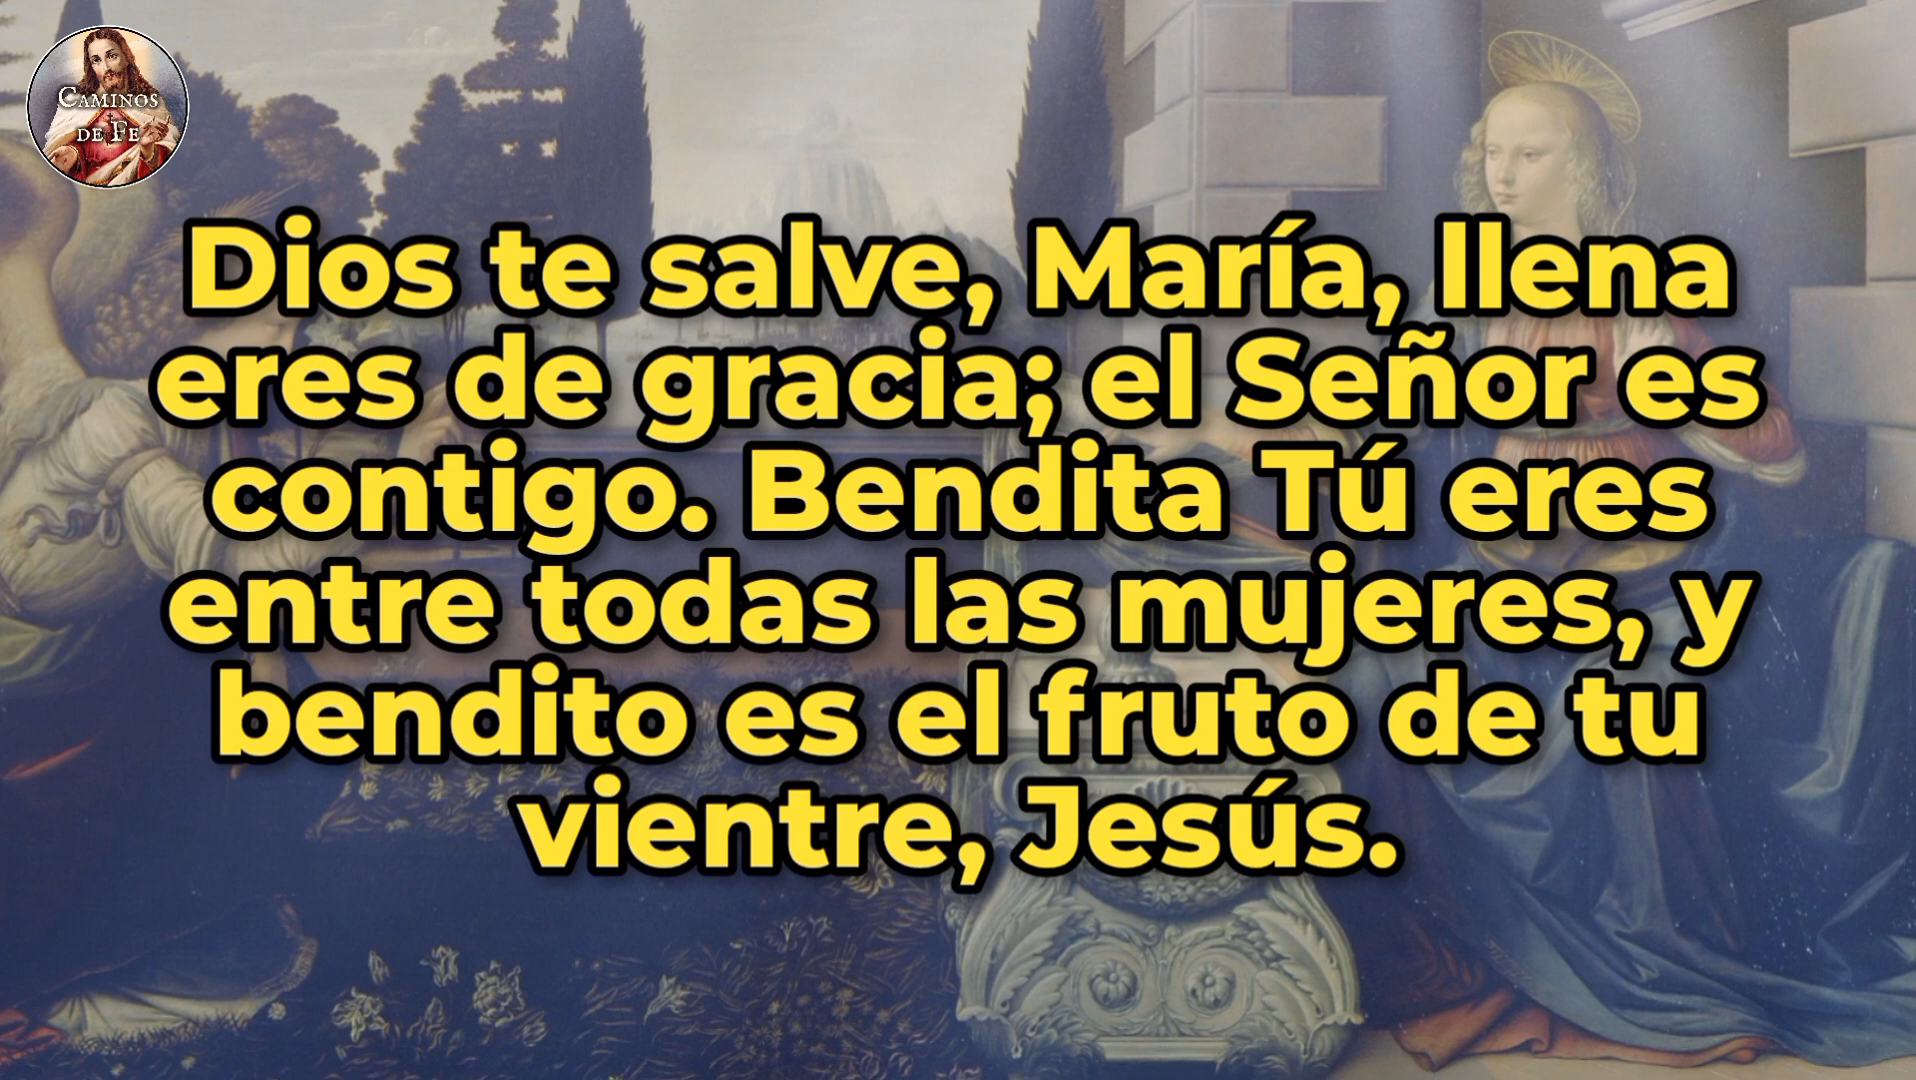 CAMINOS
DE FE
Dios te salve, María, llena
eres de gracia; el Señor es
contigo. Bendita Tú eres
entre todas las mujeres, y
bendito es el fruto de tu
vientre, Jesús.